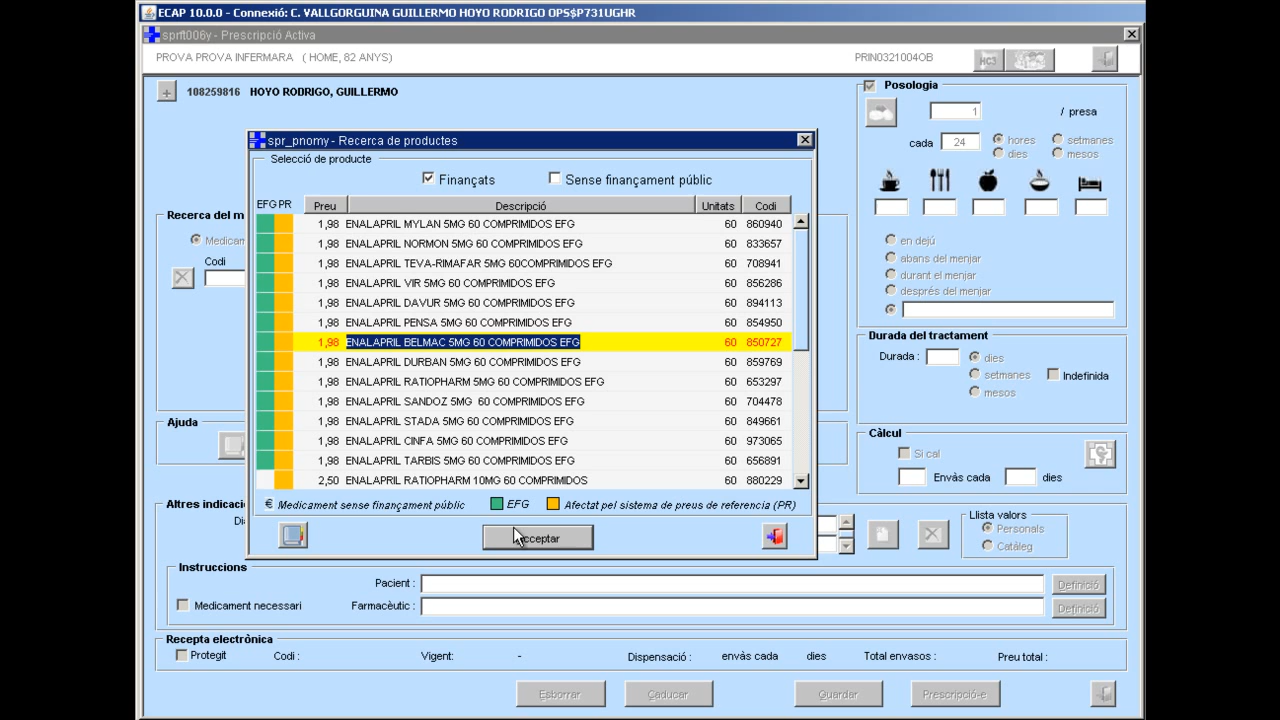 ECAP 10.0.0 - Connexió: C. VALLGORGUINA GUILLERMO HOYO RODRIGO OPS$P731UGHR
sprft006y - Prescripció Activa
PROVA PROVA INFERMARA ( HOME, 82 ANYS)
PRIN0321004OB
HC3
108259816 HOYO RODRIGO, GUILLERMO
Posologia
1 / presa
cada 24 hores setmanes
dies mesos
en dejú
abans del menjar
durant el menjar
després del menjar
Durada del tractament
Durada : dies
setmanes Indefinida
mesos
Càlcul
Si cal
Envàs cada dies
Recerca del m
Medicam
Codi
Ajuda
Altres indicació
spr_pnomy - Recerca de productes
Selecció de producte
Finançats Sense finançament públic
EFG PR Preu Descripció Unitats Codi
1,98 ENALAPRIL MYLAN 5MG 60 COMPRIMIDOS EFG 60 860940
1,98 ENALAPRIL NORMON 5MG 60 COMPRIMIDOS EFG 60 833657
1,98 ENALAPRIL TEVA-RIMAFAR 5MG 60COMPRIMIDOS EFG 60 708941
1,98 ENALAPRIL VIR 5MG 60 COMPRIMIDOS EFG 60 856286
1,98 ENALAPRIL DAVUR 5MG 60 COMPRIMIDOS EFG 60 894113
1,98 ENALAPRIL PENSA 5MG 60 COMPRIMIDOS EFG 60 854950
1,98 ENALAPRIL BELMAC 5MG 60 COMPRIMIDOS EFG 60 850727
1,98 ENALAPRIL DURBAN 5MG 60 COMPRIMIDOS EFG 60 859769
1,98 ENALAPRIL RATIOPHARM 5MG 60 COMPRIMIDOS EFG 60 653297
1,98 ENALAPRIL SANDOZ 5MG 60 COMPRIMIDOS EFG 60 704478
1,98 ENALAPRIL STADA 5MG 60 COMPRIMIDOS EFG 60 849661
1,98 ENALAPRIL CINFA 5MG 60 COMPRIMIDOS EFG 60 973065
1,98 ENALAPRIL TARBIS 5MG 60 COMPRIMIDOS EFG 60 656891
2,50 ENALAPRIL RATIOPHARM 10MG 60 COMPRIMIDOS 60 880229
€ Medicament sense finançament públic EFG Afectat pel sistema de preus de referencia (PR)
cceptar
Llista valors
Personals
Catàleg
Instruccions
Pacient : Definició
Medicament necessari Farmacèutic : Definició
Recepta electrònica
Protegit Codi : Vigent: - Dispensació : envàs cada dies Total envasos : Preu total :
Esborrar Caducar Guardar Prescripció-e